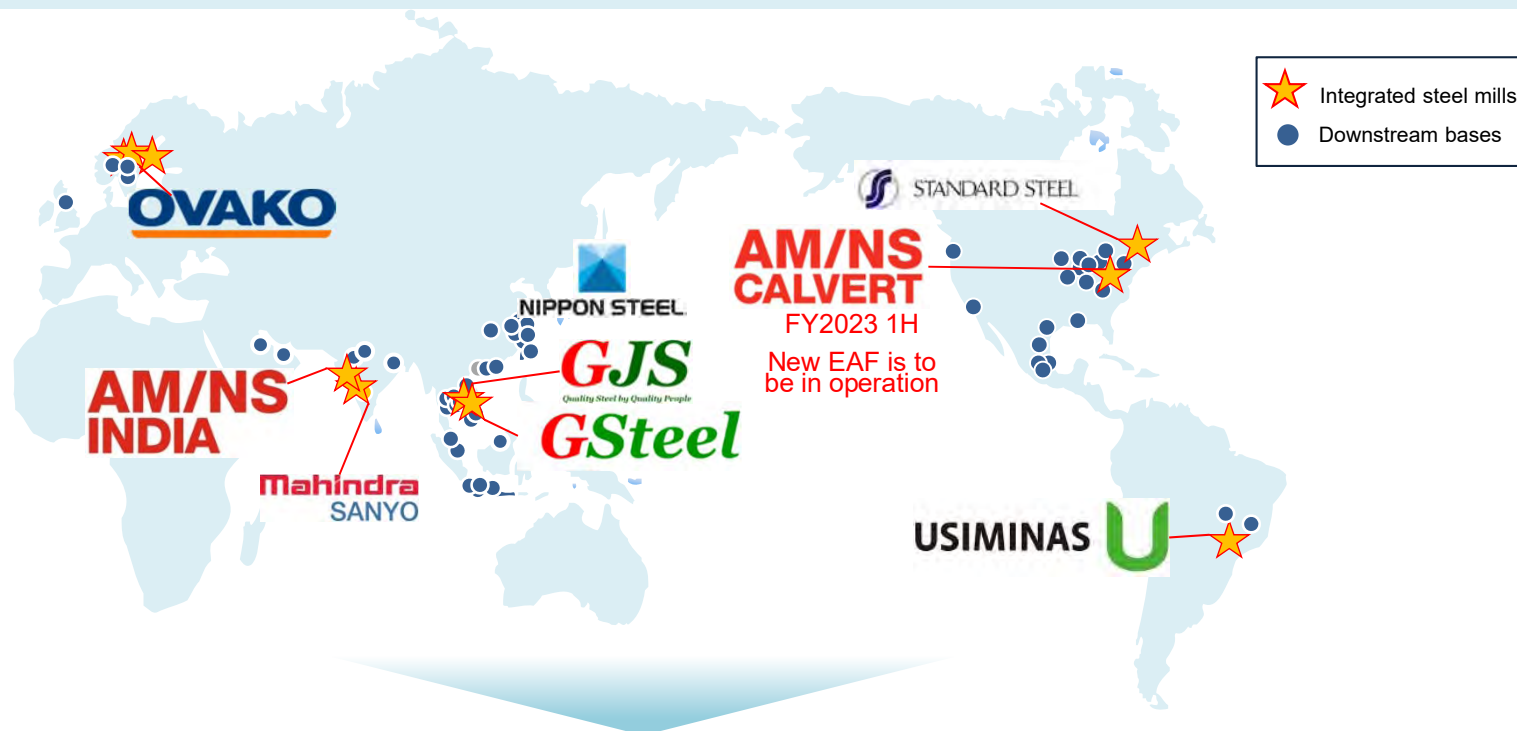 Integrated steel mills
Downstream bases
OVAKO
STANDARD STEEL
AM/NS
CALVERT
FY2023 1H
New EAF is to
be in operation
NIPPON STEEL
GJS
Quality Steel by Quality People
GSteel
AM/NS
INDIA
Mahindra
SANYO
USIMINAS